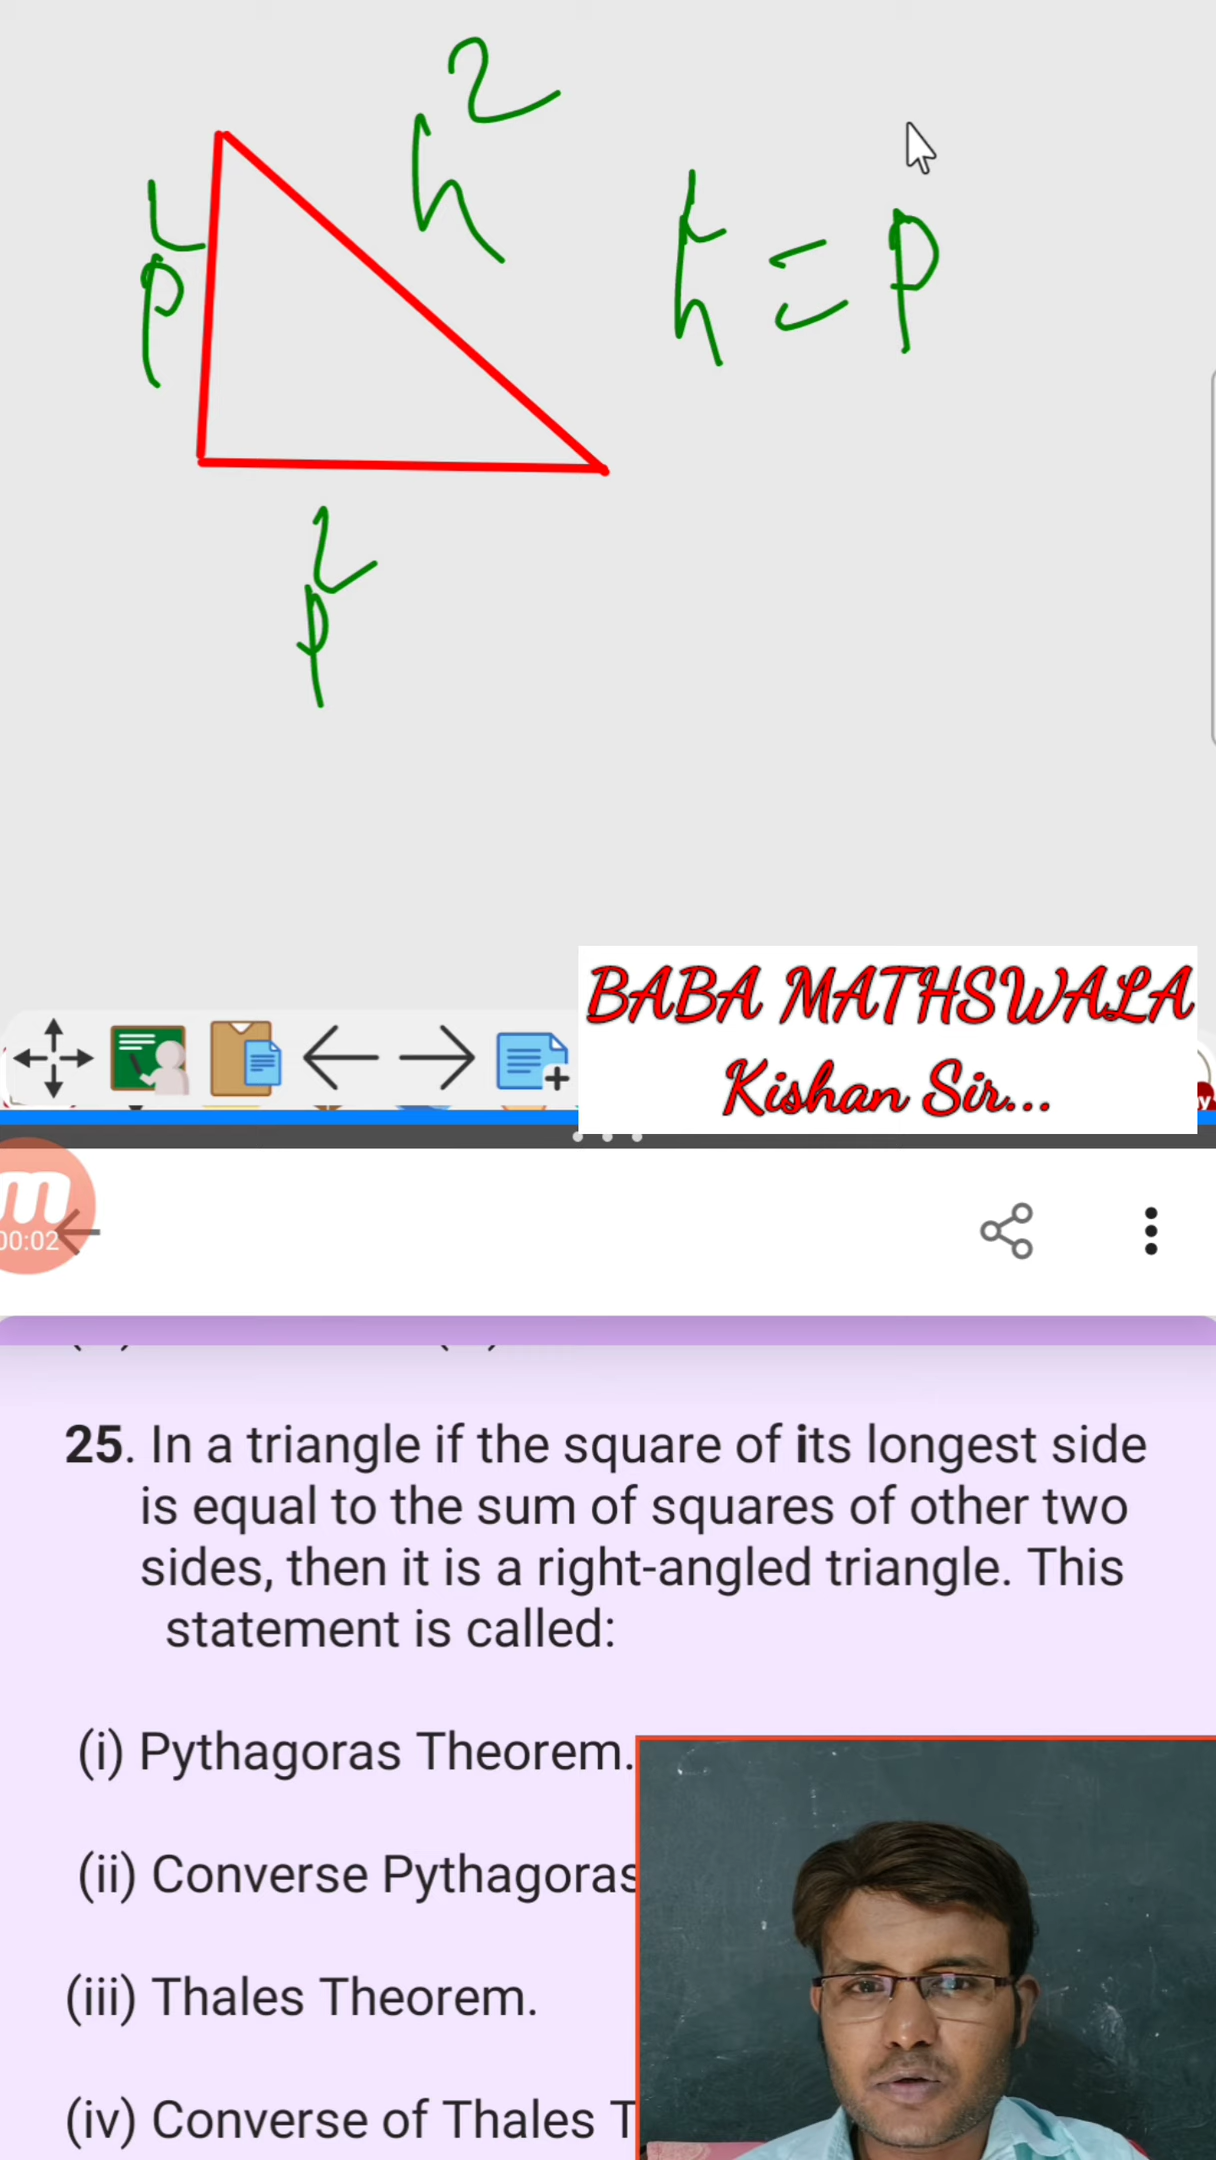 h²
p²
h² = p
p²
BABA MATHSWALA
Kishan Sir...
m
00:02
25. In a triangle if the square of its longest side
is equal to the sum of squares of other two
sides, then it is a right-angled triangle. This
statement is called:
(i) Pythagoras Theorem.
(ii) Converse Pythagoras
(iii) Thales Theorem.
(iv) Converse of Thales T